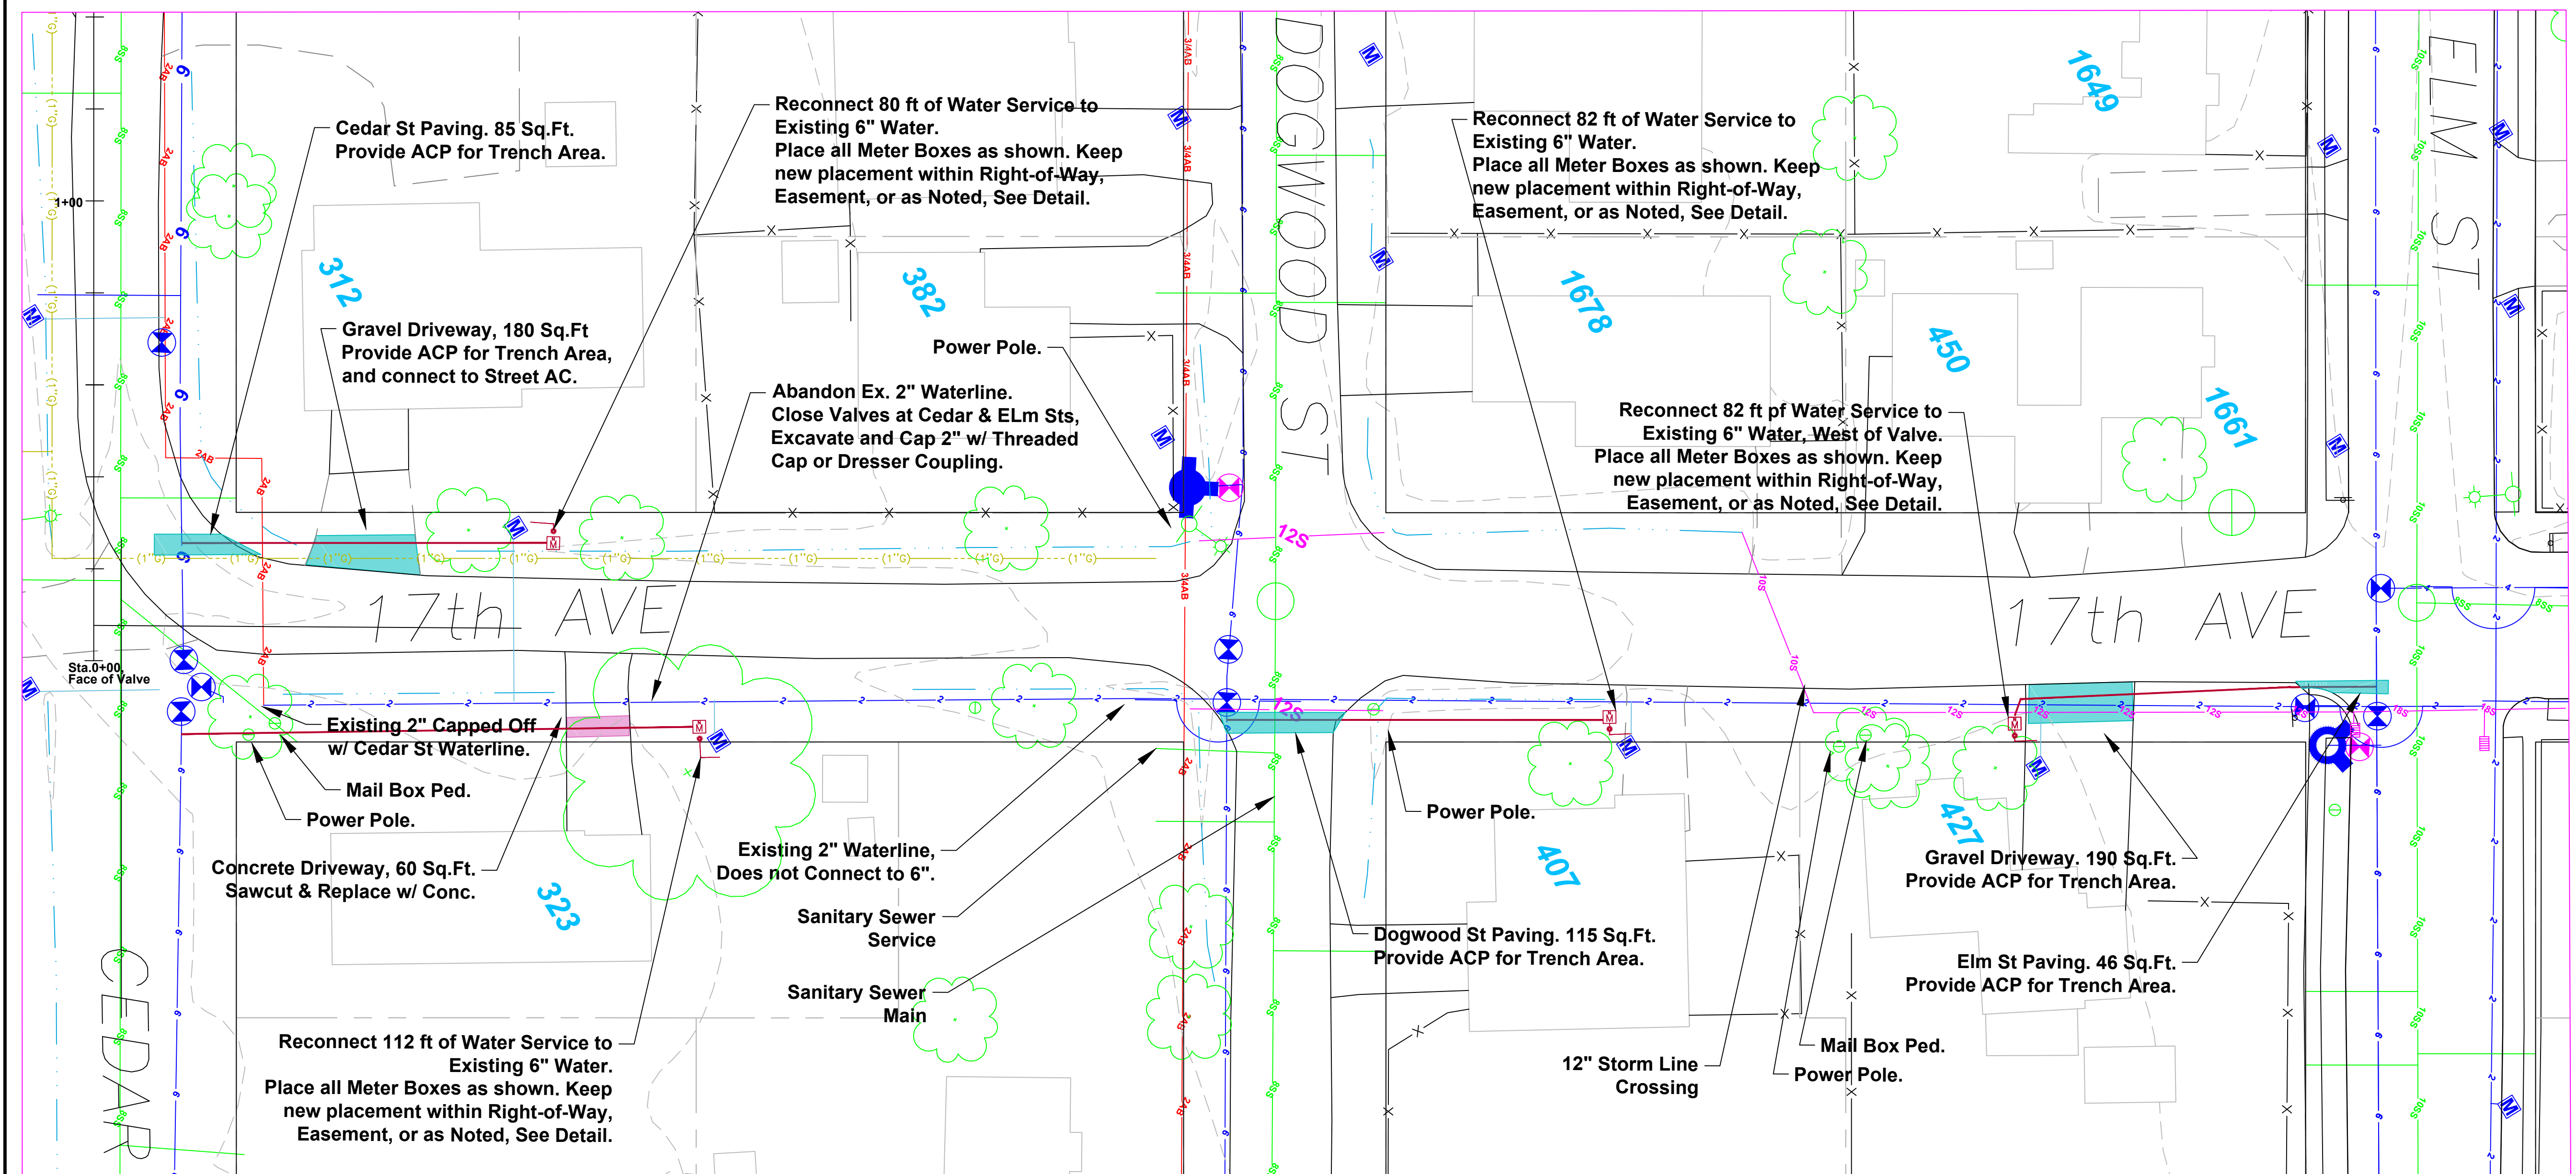 Cedar St Paving. 85 Sq.Ft.
Provide ACP for Trench Area.
Reconnect 80 ft of Water Service to
Existing 6" Water.
Place all Meter Boxes as shown. Keep
new placement within Right-of-Way,
Easement, or as Noted, See Detail.
Reconnect 82 ft of Water Service to
Existing 6" Water.
Place all Meter Boxes as shown. Keep
new placement within Right-of-Way,
Easement, or as Noted, See Detail.
DOGWOOD ST
ELM ST
1649
1+00
312
382
1678
450
1661
Gravel Driveway, 180 Sq.Ft
Provide ACP for Trench Area,
and connect to Street AC.
Power Pole.
Abandon Ex. 2" Waterline.
Close Valves at Cedar & ELm Sts,
Excavate and Cap 2" w/ Threaded
Cap or Dresser Coupling.
Reconnect 82 ft pf Water Service to
Existing 6" Water, West of Valve.
Place all Meter Boxes as shown. Keep
new placement within Right-of-Way,
Easement, or as Noted, See Detail.
12S
17th AVE
17th AVE
10S
10S
Sta.0+00,
Face of Valve
12S
Existing 2" Capped Off
w/ Cedar St Waterline.
Mail Box Ped.
Power Pole.
Concrete Driveway, 60 Sq.Ft.
Sawcut & Replace w/ Conc.
323
Existing 2" Waterline,
Does not Connect to 6".
Sanitary Sewer
Service
Sanitary Sewer
Main
Power Pole.
407
427
Gravel Driveway. 190 Sq.Ft.
Provide ACP for Trench Area.
Dogwood St Paving. 115 Sq.Ft.
Provide ACP for Trench Area.
Elm St Paving. 46 Sq.Ft.
Provide ACP for Trench Area.
CEDAR
Reconnect 112 ft of Water Service to
Existing 6" Water.
Place all Meter Boxes as shown. Keep
new placement within Right-of-Way,
Easement, or as Noted, See Detail.
12" Storm Line
Crossing
Mail Box Ped.
Power Pole.